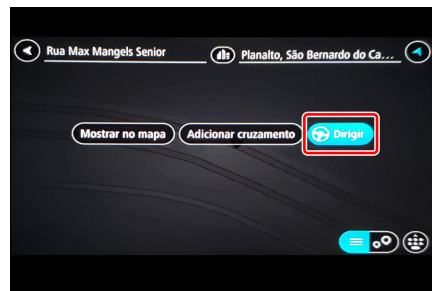 Rua Max Mangels Senior
Planalto, São Bernardo do Ca...
Mostrar no mapa
Adicionar cruzamento
Dirigir